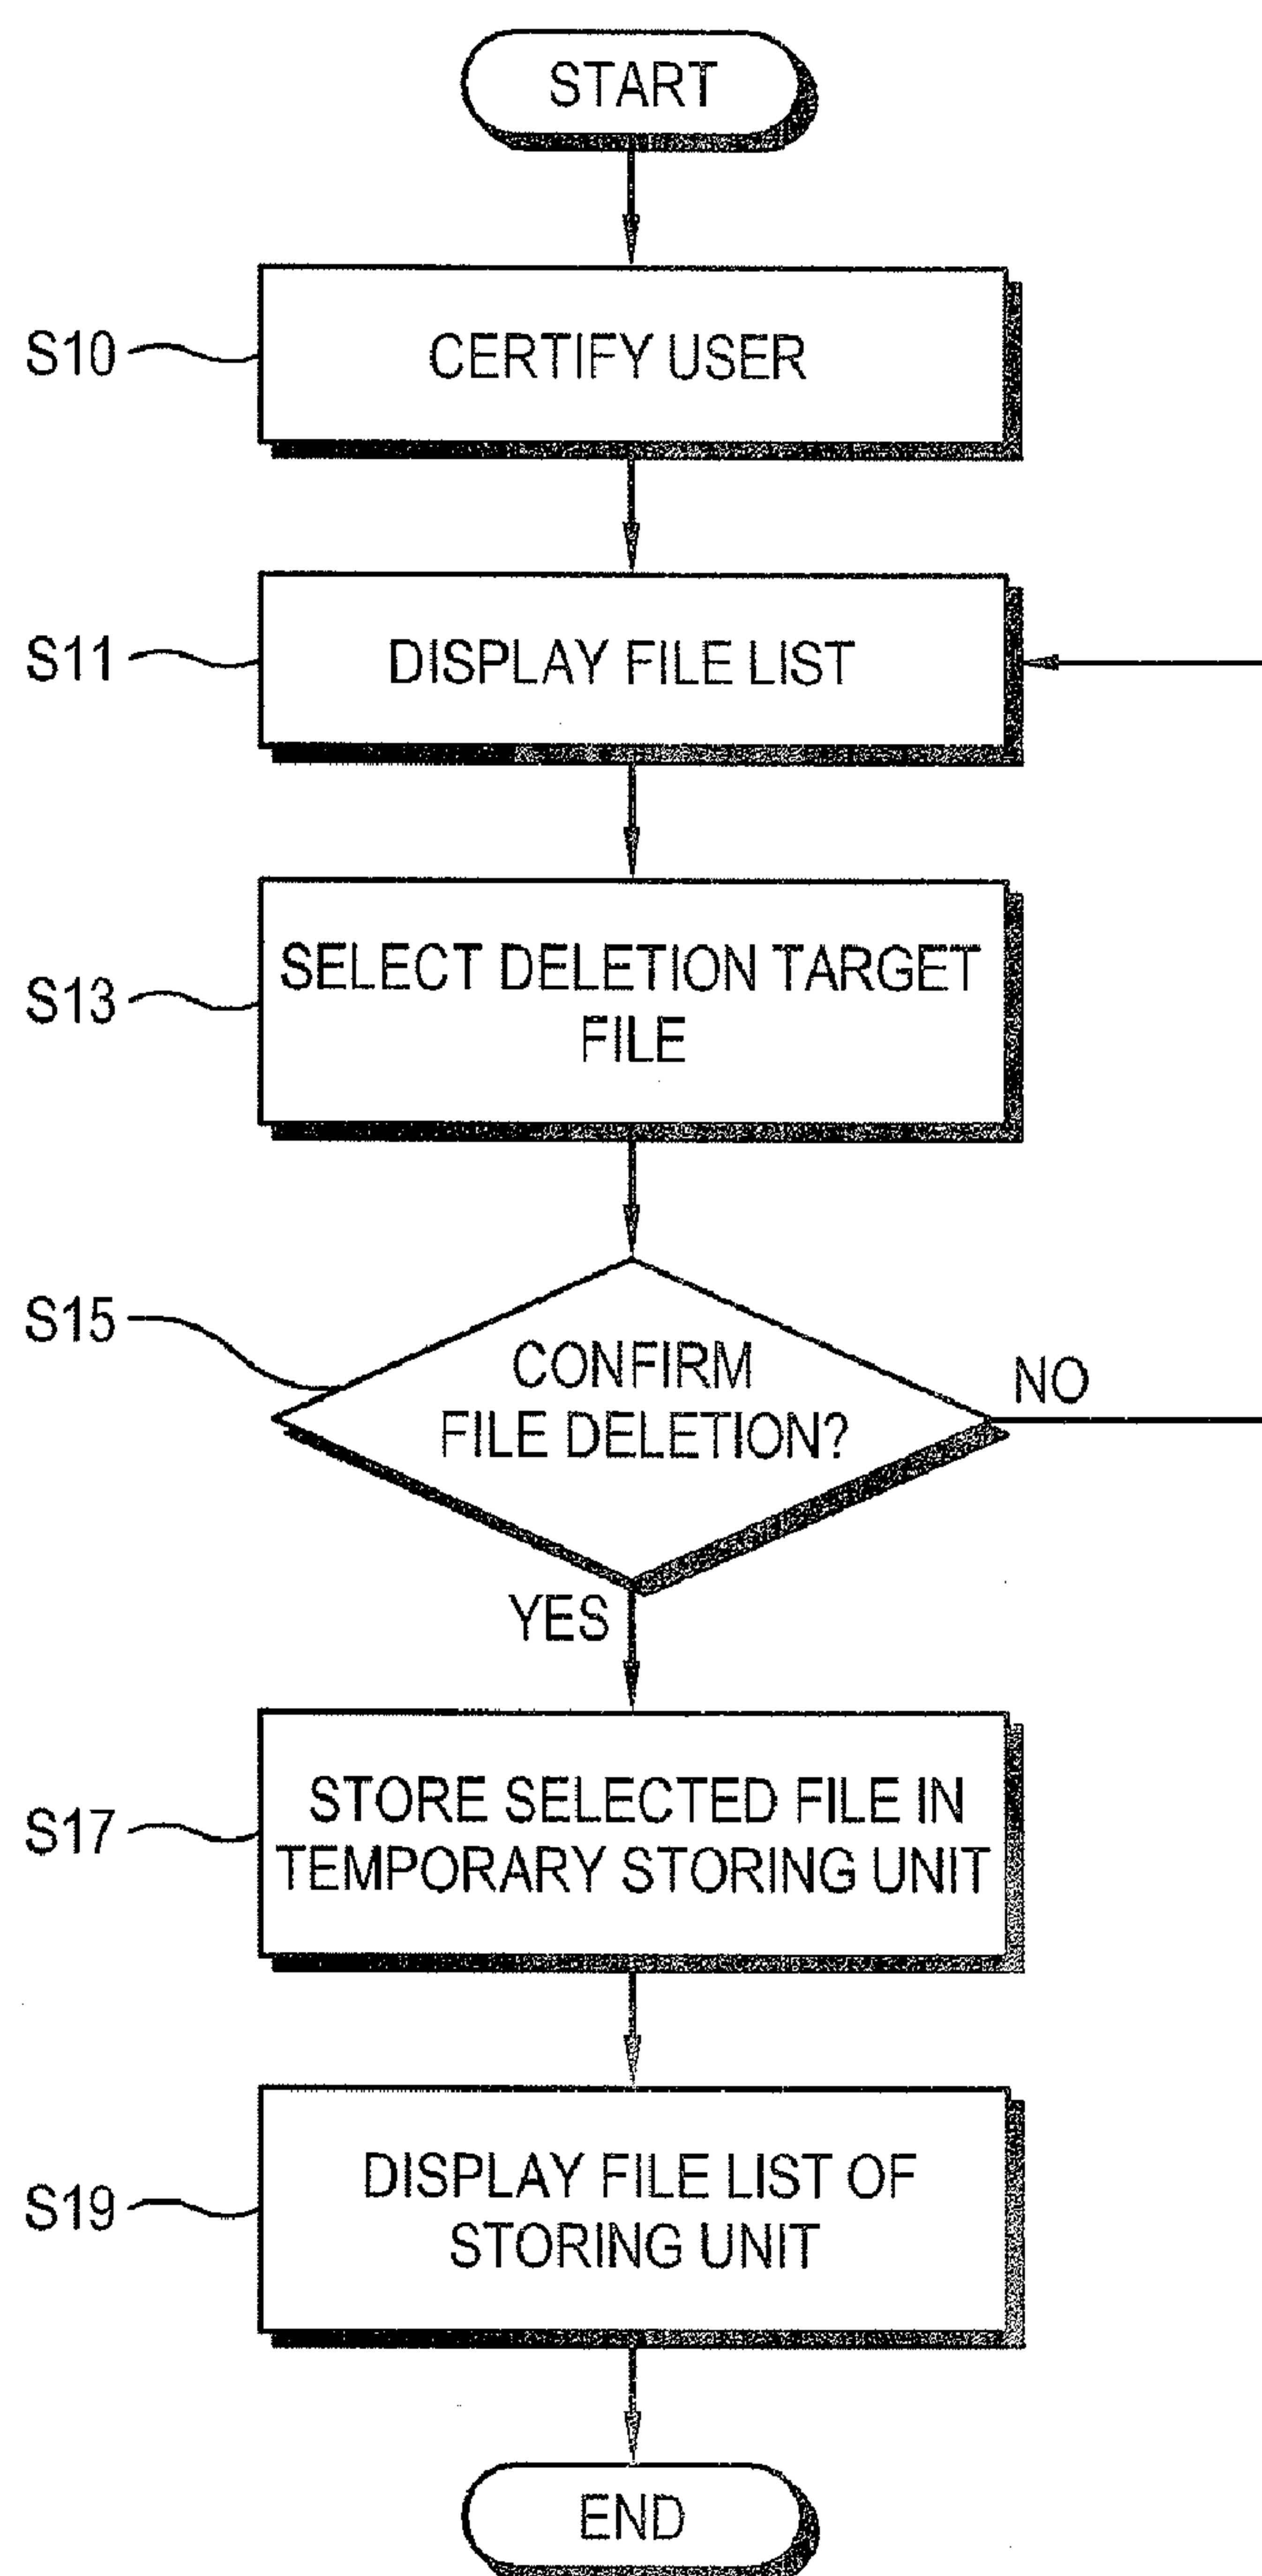 START
S10
CERTIFY USER
S11
DISPLAY FILE LIST
S13
SELECT DELETION TARGET
FILE
S15
CONFIRM
FILE DELETION?
NO
YES
S17
STORE SELECTED FILE IN
TEMPORARY STORING UNIT
S19
DISPLAY FILE LIST OF
STORING UNIT
END